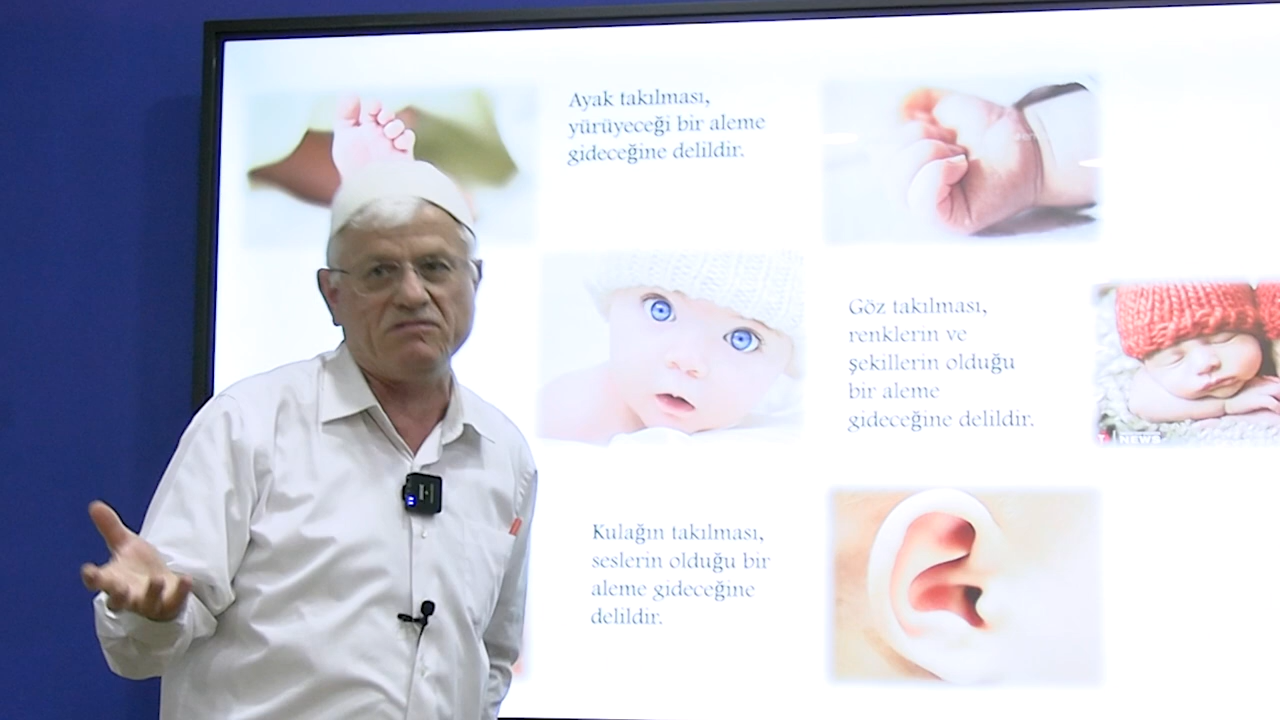 Ayak takılması,
yürüyeceği bir aleme
gideceğine delildir.
Göz takılması,
renklerin ve
şekillerin olduğu
bir aleme
gideceğine delildir.
NEWS
Kulağın takılması,
seslerin olduğu bir
aleme gideceğine
delildir.